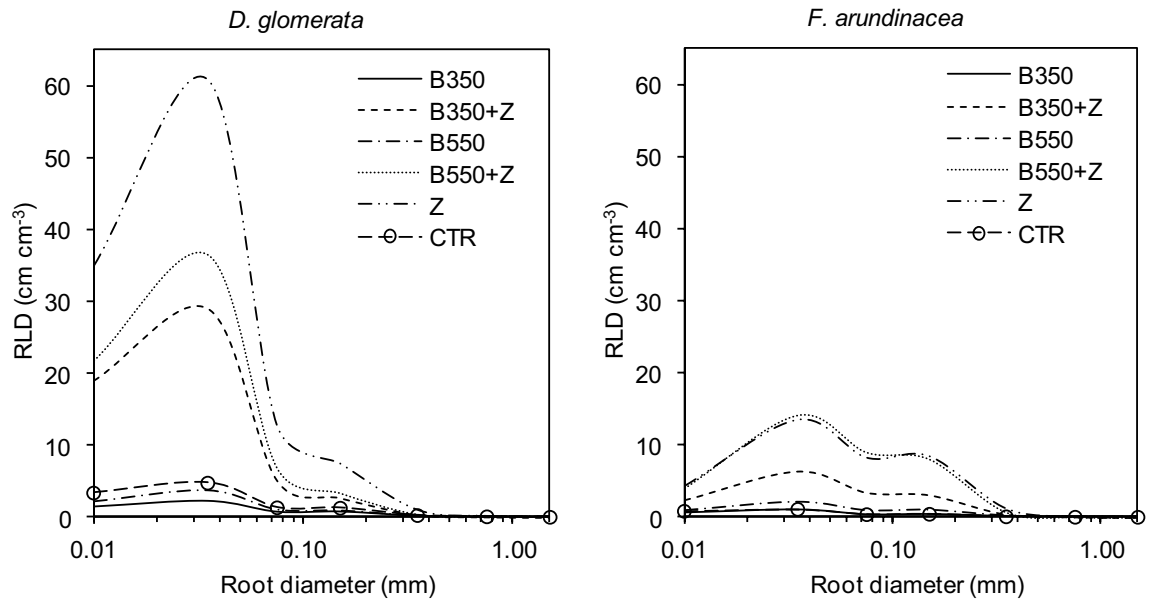 D. glomerata
60
50
40
30
20
10
0
RLD (cm cm-3)
B350
B350+Z
B550
B550+Z
Z
CTR
0.01
0.10
1.00
Root diameter (mm)
F. arundinacea
60
50
40
30
20
10
0
RLD (cm cm-3)
B350
B350+Z
B550
B550+Z
Z
CTR
0.01
0.10
1.00
Root diameter (mm)